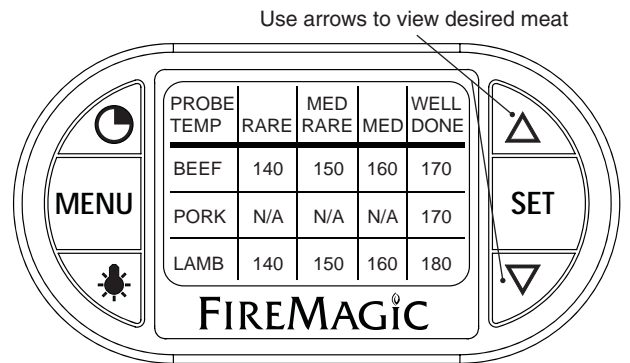 Use arrows to view desired meat
PROBE TEMP RARE MED RARE MED WELL DONE
BEEF 140 150 160 170
MENU PORK N/A N/A N/A 170 SET
LAMB 140 150 160 180
FIREMAGIC